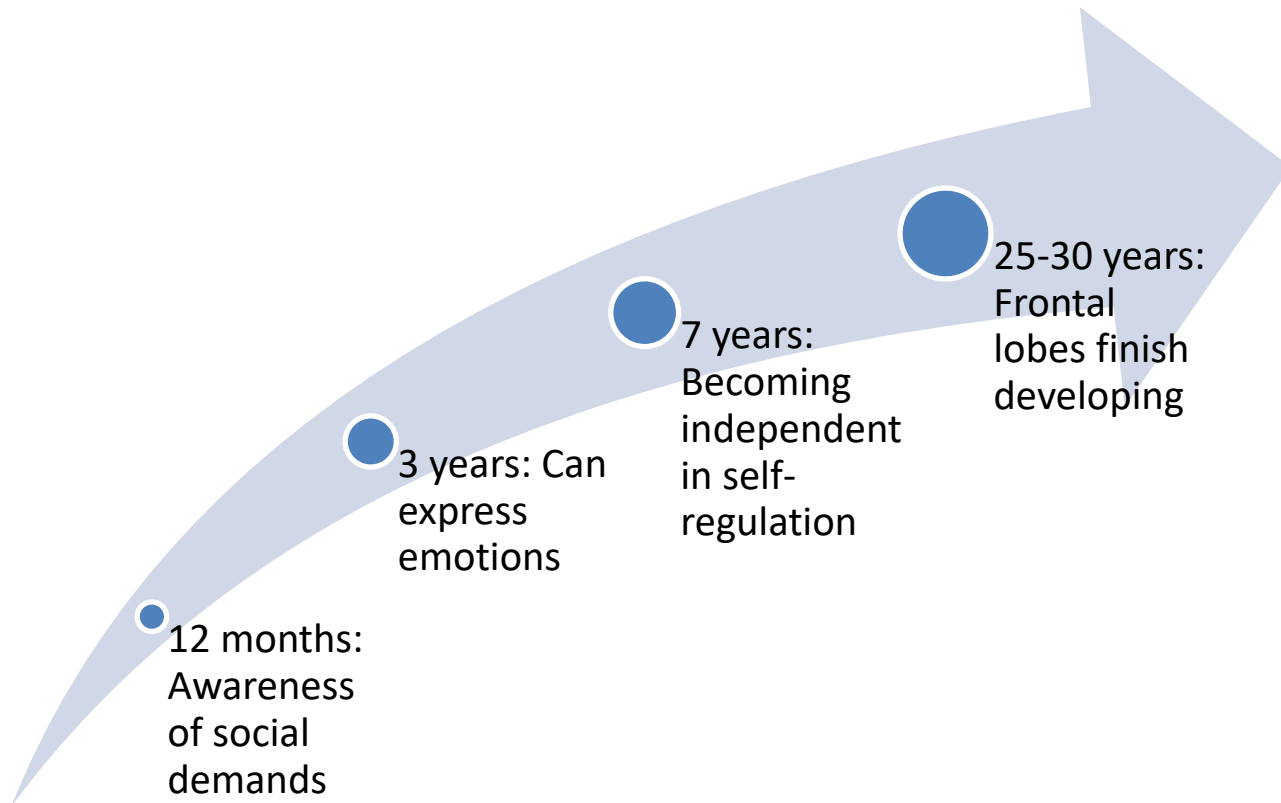 12 months:
Awareness
of social
demands
3 years: Can
express
emotions
7 years:
Becoming
independent
in self-
regulation
25-30 years:
Frontal
lobes finish
developing